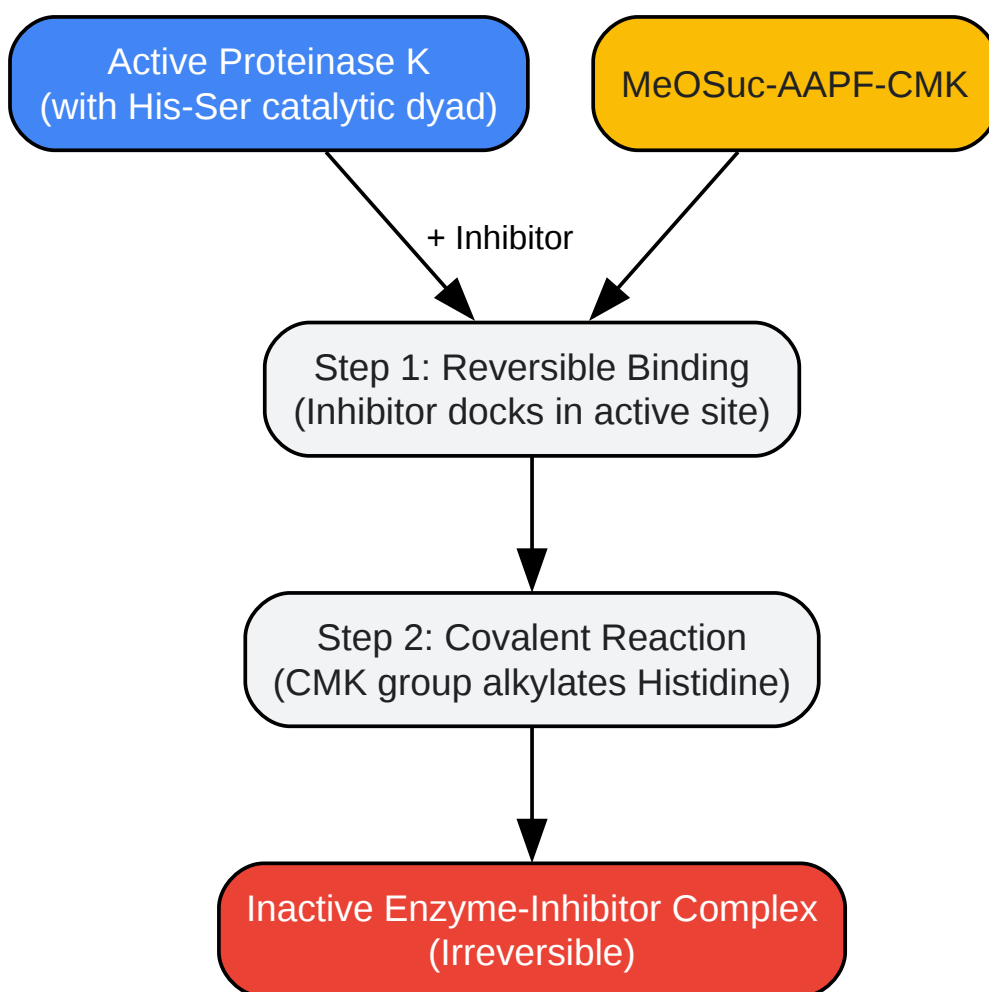 Active Proteinase K
(with His-Ser catalytic dyad)
MeOSuc-AAPF-CMK
+ Inhibitor
Step 1: Reversible Binding
(Inhibitor docks in active site)
Step 2: Covalent Reaction
(CMK group alkylates Histidine)
Inactive Enzyme-Inhibitor Complex
(Irreversible)